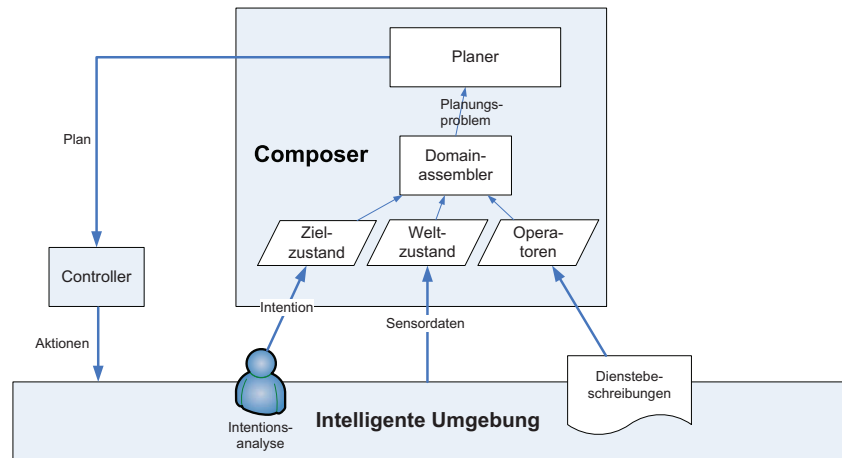 Planer
Planungs-
problem
Plan
Composer
Domain-
assembler
Ziel-
zustand
Welt-
zustand
Opera-
toren
Controller
Intention
Sensordaten
Aktionen
Dienstebe-
schreibungen
Intelligente Umgebung
Intentions-
analyse